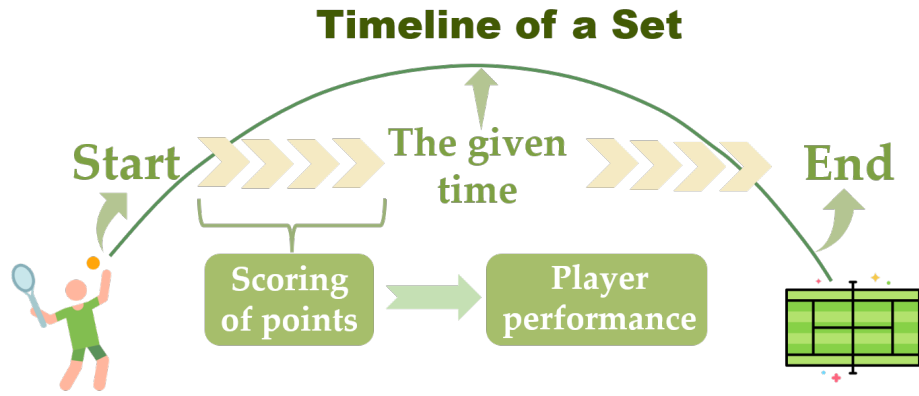 Timeline of a Set
Start
The given
time
End
Scoring
of points
Player
performance